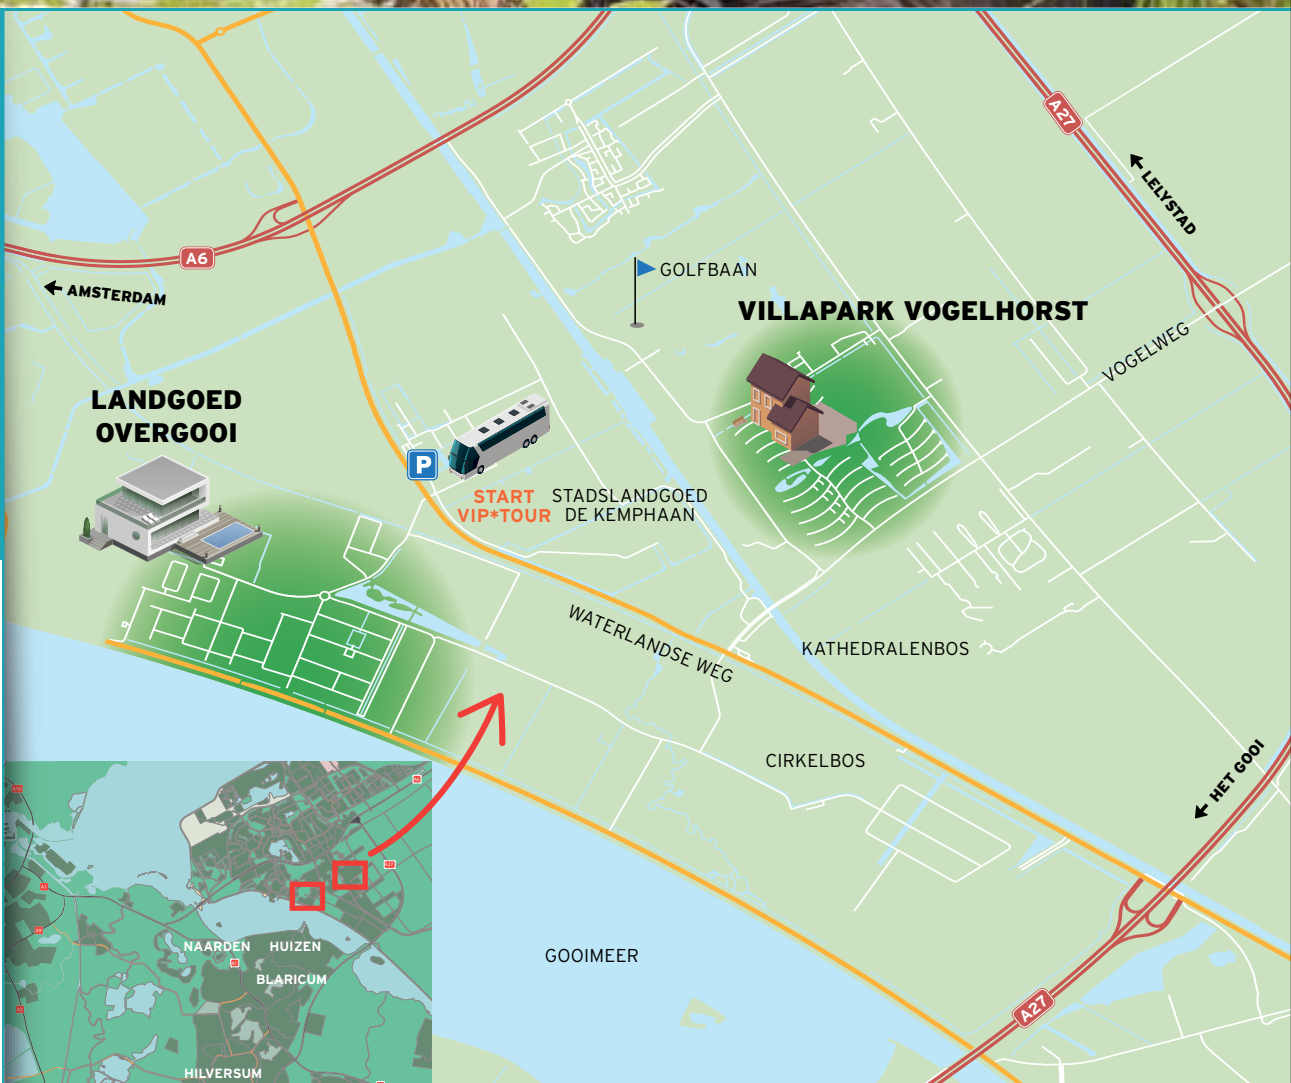 A27
LELYSTAD
A6
AMSTERDAM
GOLFBAAN
VILLAPARK VOGELHORST
VOGELWEG
LANDGOED
OVERGOOI
P
START
VIP*TOUR
STADSLANDGOED
DE KEMPHAAN
WATERLANDSE WEG
KATHEDRALENBOS
CIRKELBOS
HET GOOI
GOOIMEER
A27
NAARDEN
HUIZEN
BLARICUM
HILVERSUM